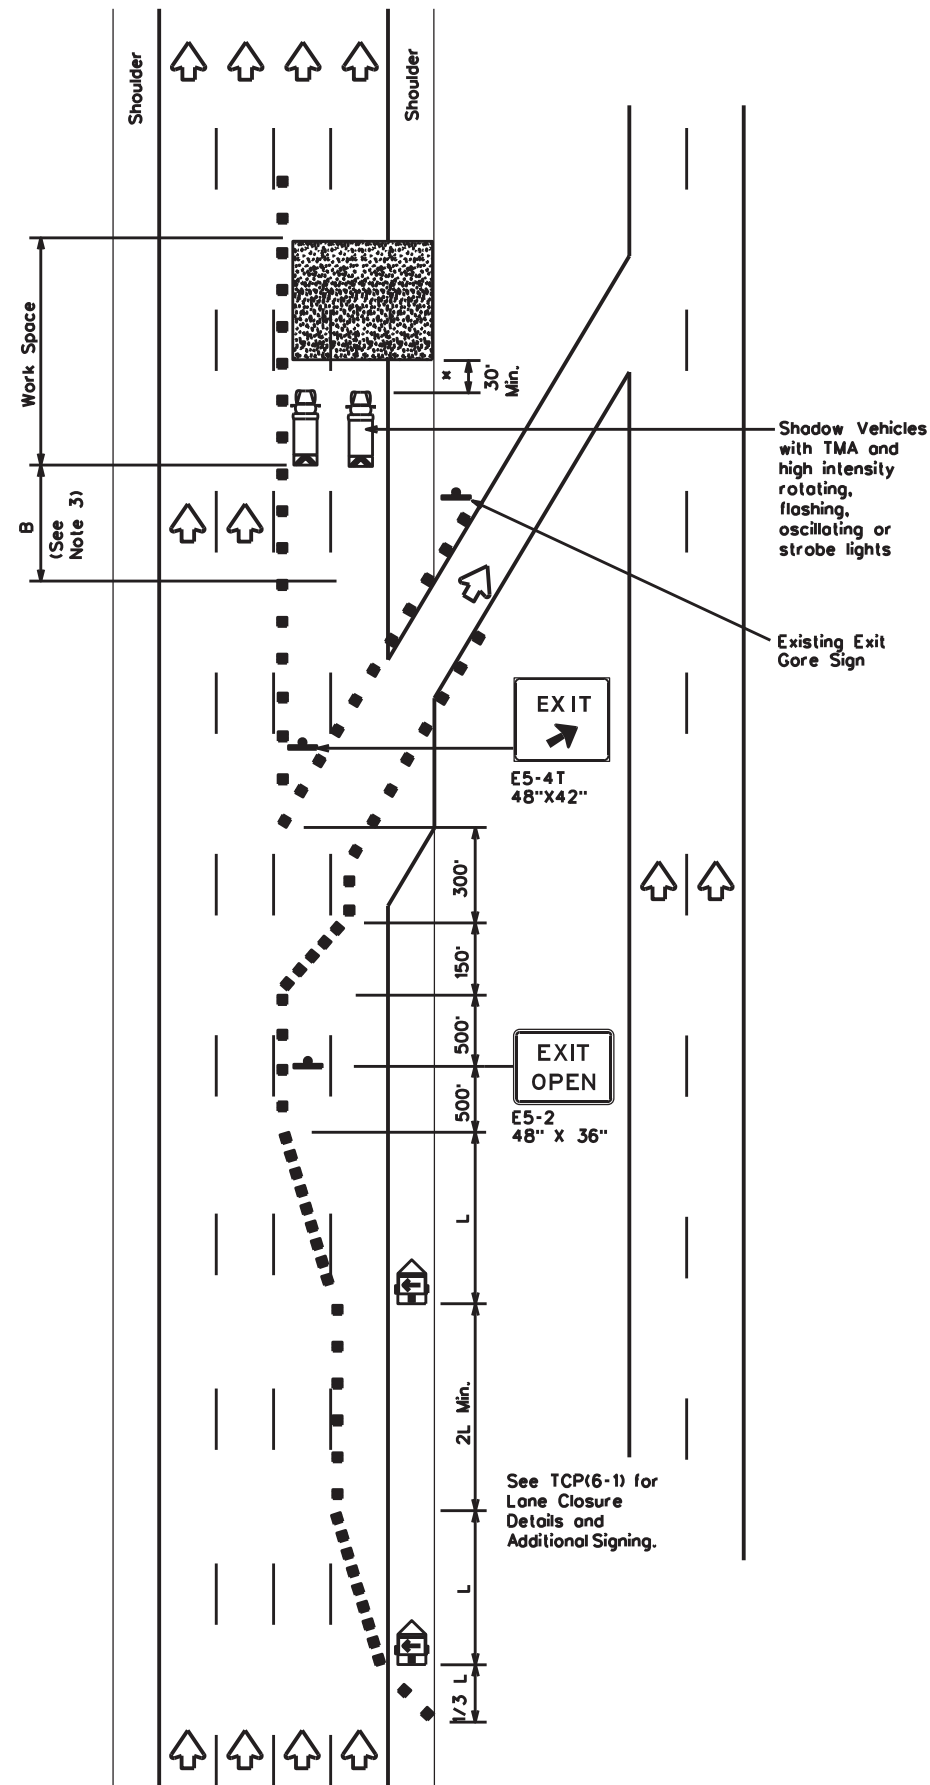 Shoulder
Shoulder
Work Space
x
30'
Min.
Shadow Vehicles
with TMA and
high intensity
rotating,
flashing,
oscillating or
strobe lights
B
(See
Note 3)
Existing Exit
Gore Sign
EXIT
E5-4T
48"X42"
300'
150'
500'
EXIT
OPEN
500'
E5-2
48" X 36"
L
2L Min.
See TCP(6-1) for
Lane Closure
Details and
Additional Signing.
L
1/3 L